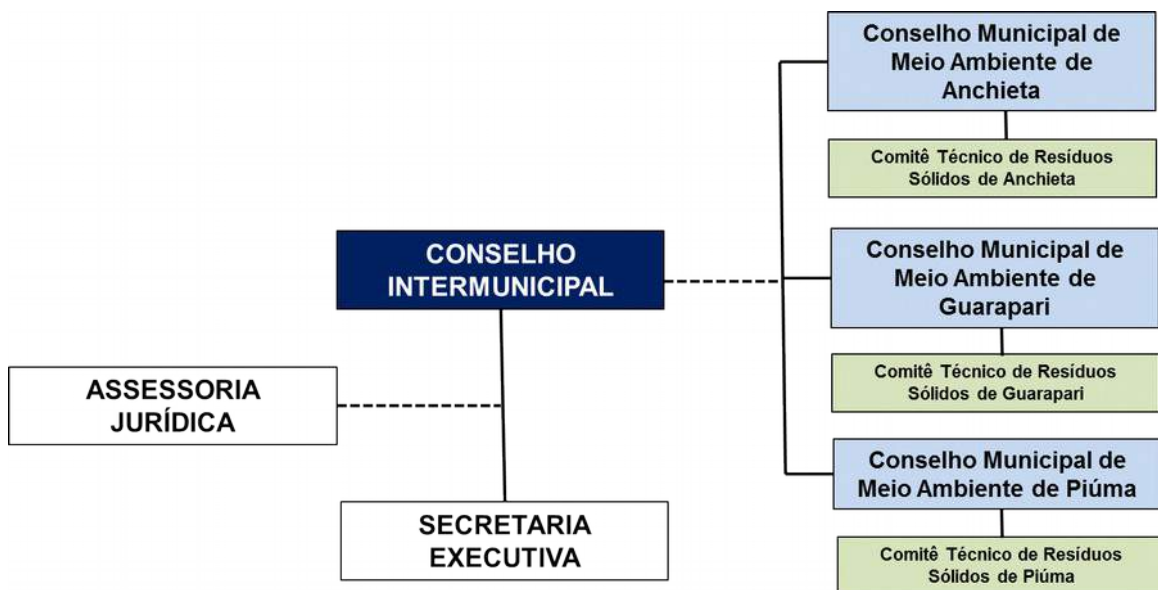 Conselho Municipal de
Meio Ambiente de
Anchieta
Comitê Técnico de Resíduos
Sólidos de Anchieta
CONSELHO
INTERMUNICIPAL
Conselho Municipal de
Meio Ambiente de
Guarapari
Comitê Técnico de Resíduos
Sólidos de Guarapari
ASSESSORIA
JURÍDICA
Conselho Municipal de
Meio Ambiente de Piúma
SECRETARIA
EXECUTIVA
Comitê Técnico de Resíduos
Sólidos de Piúma